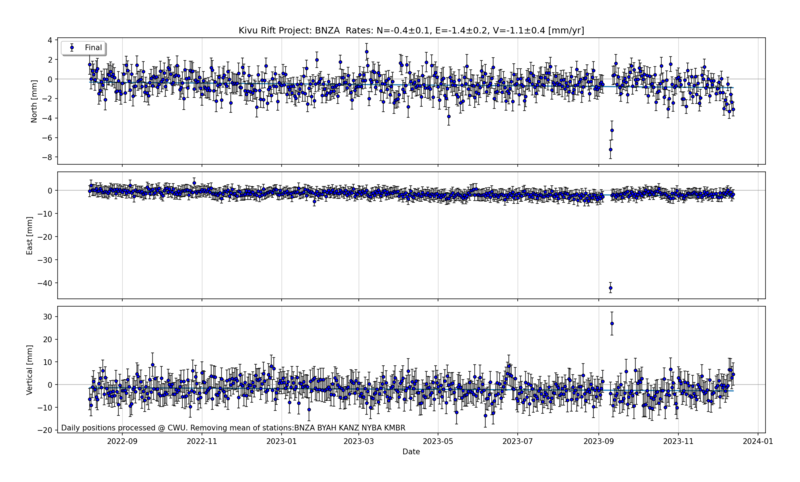 Kivu Rift Project: BNZA  Rates: N=-0.4±0.1, E=-1.4±0.2, V=-1.1±0.4 [mm/yr]
Final
4
2
0
−2
−4
−6
−8
North [mm]
0
−10
−20
−30
−40
East [mm]
30
20
10
0
−10
−20
Vertical [mm]
Daily positions processed @ CWU. Removing mean of stations:BNZA BYAH KANZ NYBA KMBR
2022-09 2022-11 2023-01 2023-03 2023-05 2023-07 2023-09 2023-11 2024-01
Date